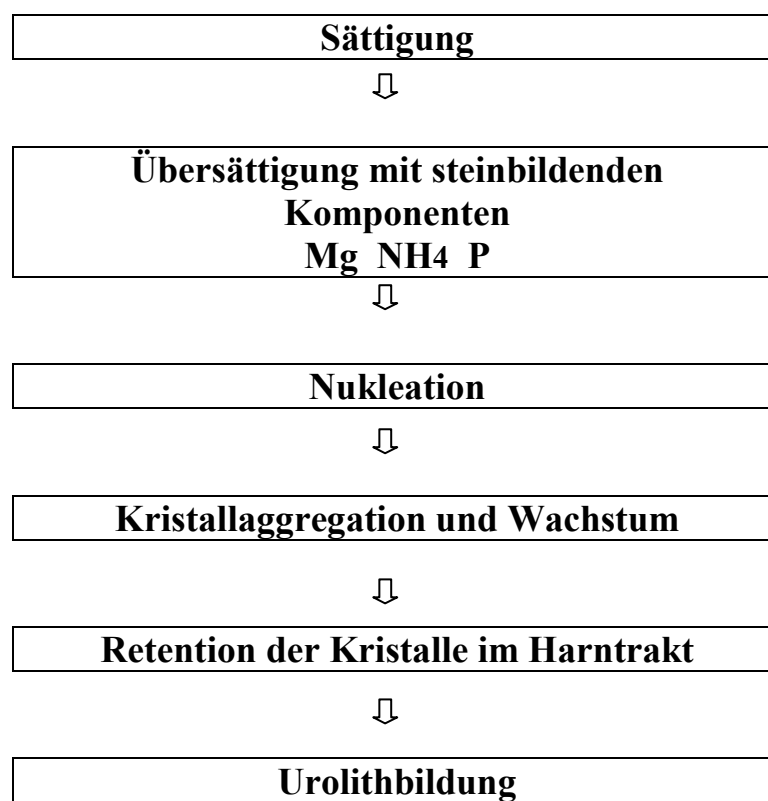 Sättigung
Übersättigung mit steinbildenden
Komponenten
Mg NH4 P
Nukleation
Kristallaggregation und Wachstum
Retention der Kristalle im Harntrakt
Urolithbildung